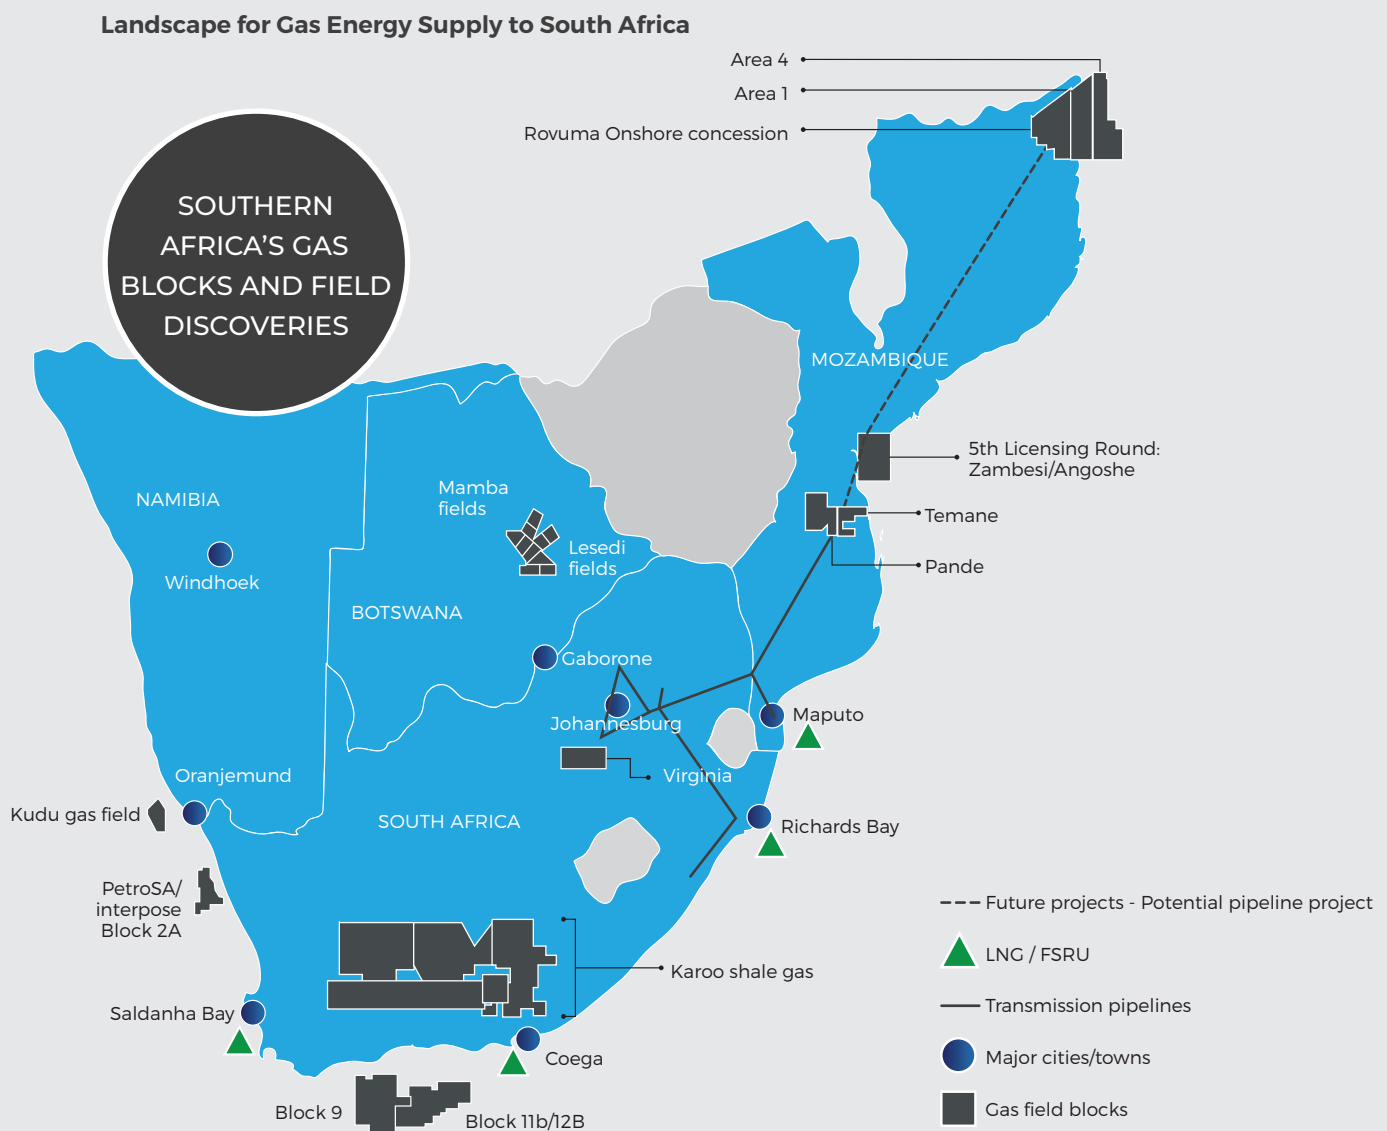 Landscape for Gas Energy Supply to South Africa
SOUTHERN
AFRICA’S GAS
BLOCKS AND FIELD
DISCOVERIES
Area 4
Area 1
Rovuma Onshore concession
MOZAMBIQUE
5th Licensing Round:
Zambesi/Angoshe
Temane
Pande
NAMIBIA
Windhoek
Mamba
fields
Lesedi
fields
BOTSWANA
Gaborone
Johannesburg
Maputo
Virginia
Oranjemund
Kudu gas field
SOUTH AFRICA
Richards Bay
PetroSA/
interpose
Block 2A
Karoo shale gas
Saldanha Bay
Coega
Block 9
Block 11b/12B
Future projects - Potential pipeline project
LNG / FSRU
Transmission pipelines
Major cities/towns
Gas field blocks